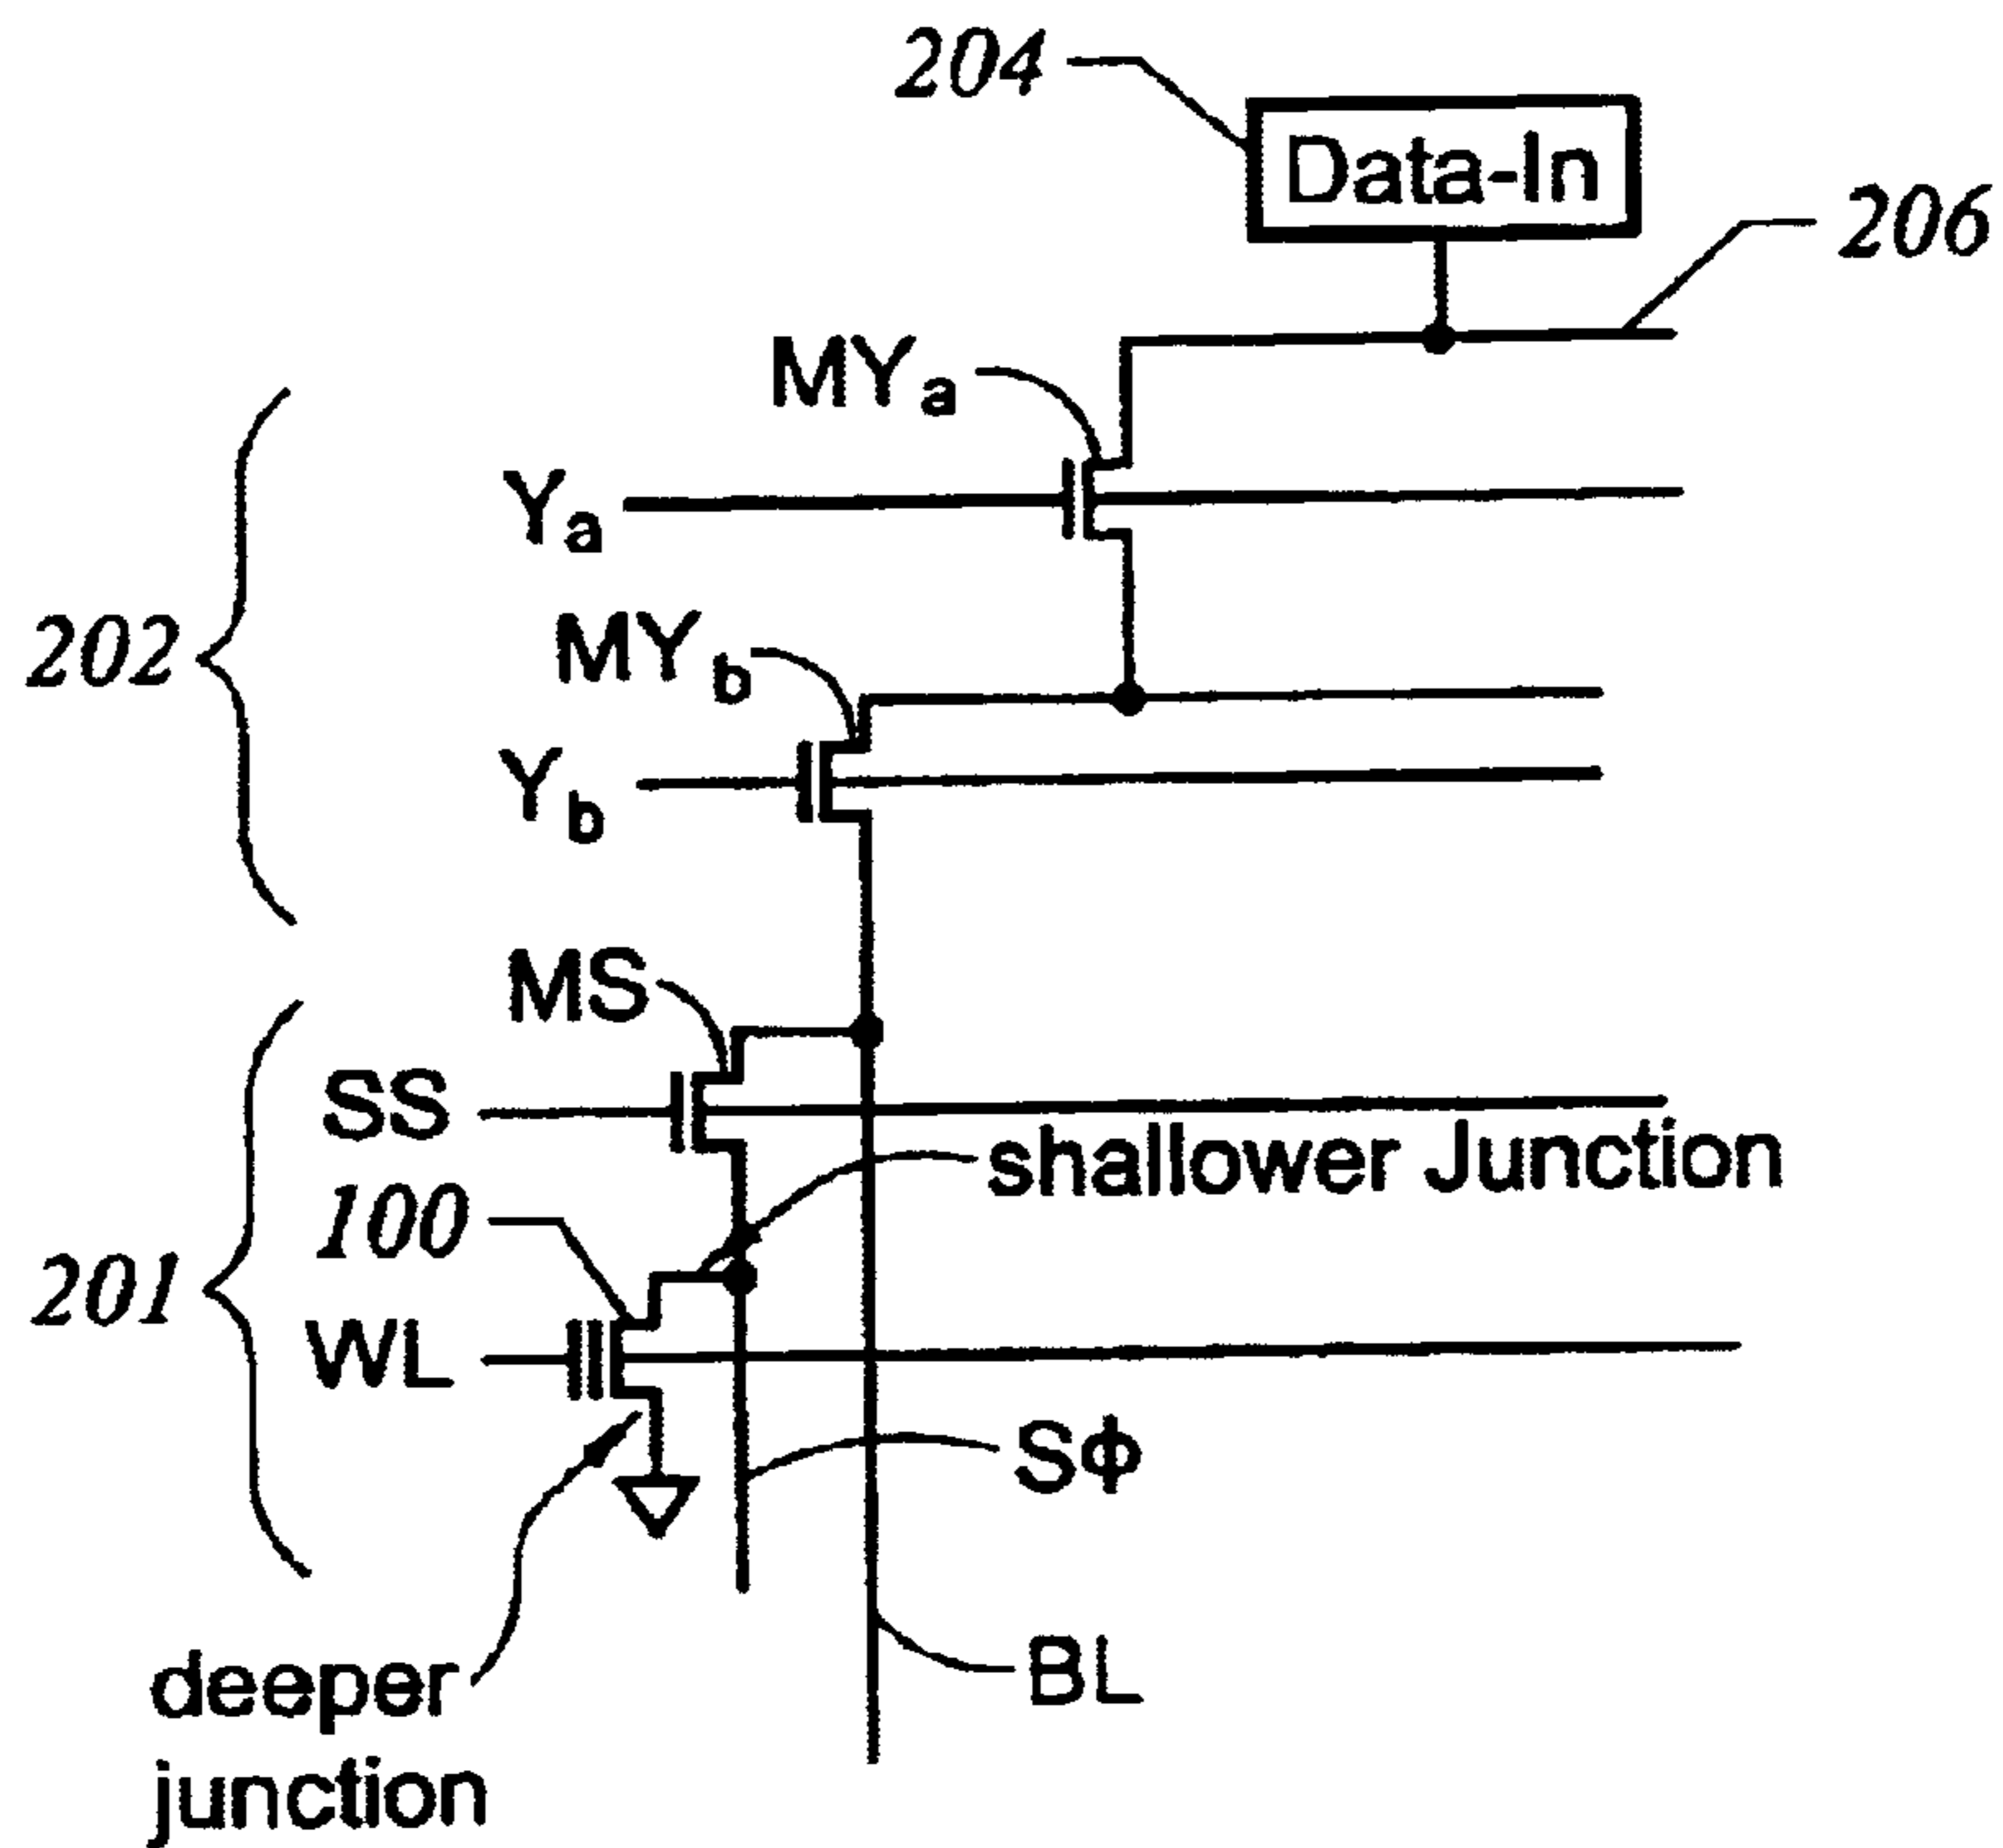 204
Data-In
206
MYa
Ya
202
MYb
Yb
MS
SS
shallower Junction
100
201
WL
SΦ
deeper
junction
BL